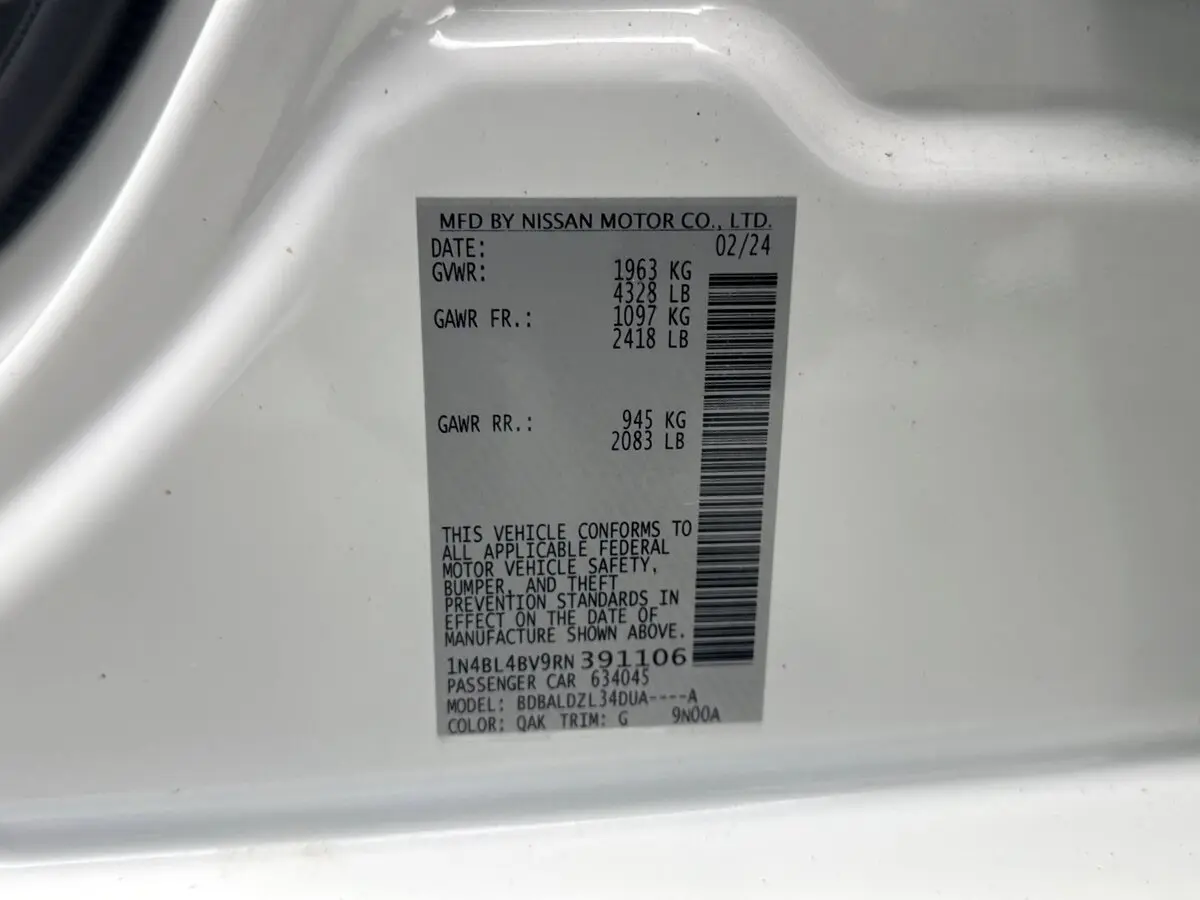 MFD BY NISSAN MOTOR CO., LTD.
DATE: 02/24
GVWR: 1963 KG
4328 LB
GAWR FR.: 1097 KG
2418 LB
GAWR RR.: 945 KG
2083 LB
THIS VEHICLE CONFORMS TO
ALL APPLICABLE FEDERAL
MOTOR VEHICLE SAFETY,
BUMPER, AND THEFT
PREVENTION STANDARDS IN
EFFECT ON THE DATE OF
MANUFACTURE SHOWN ABOVE.
1N4BL4BV9RN 391106
PASSENGER CAR 634045
MODEL: BDBALDZL34DUA----A
COLOR: QAK TRIM: G 9N00A